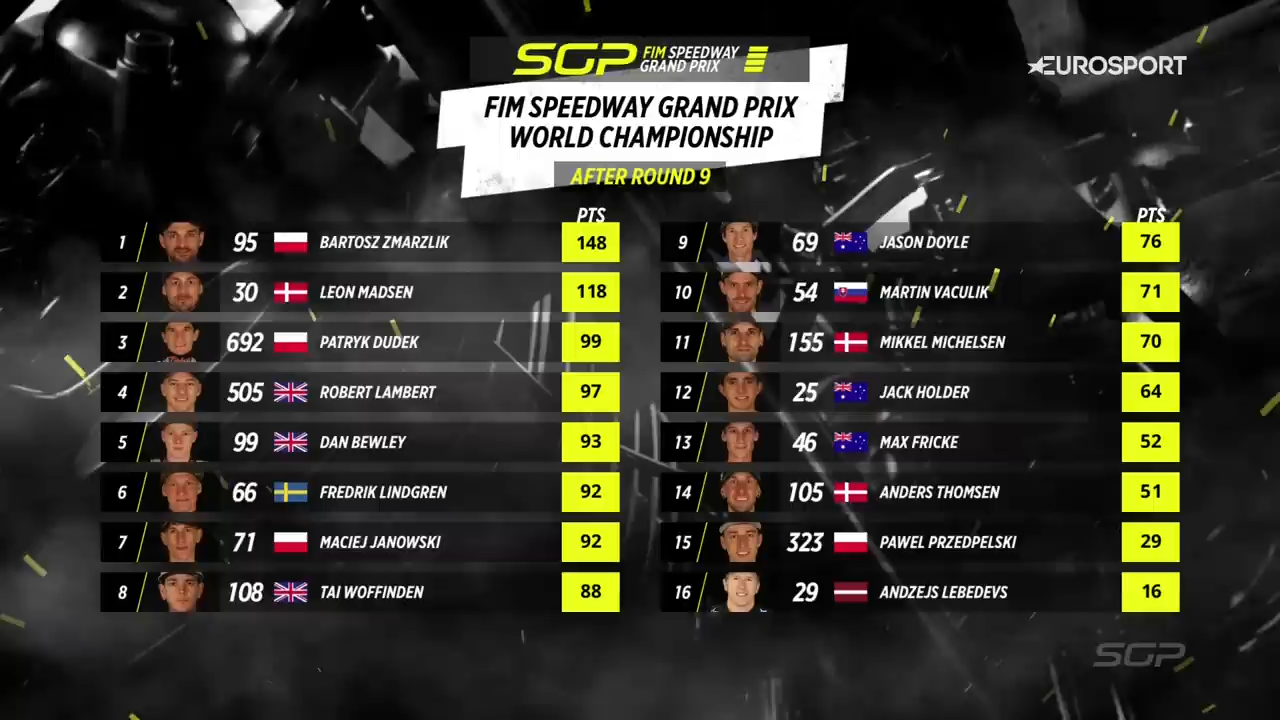 SGP FIM SPEEDWAY
GRAND PRIX
EUROSPORT
FIM SPEEDWAY GRAND PRIX
WORLD CHAMPIONSHIP
AFTER ROUND 9
PTS
1 95 BARTOSZ ZMARZLIK 148
2 30 LEON MADSEN 118
3 692 PATRYK DUDEK 99
4 505 ROBERT LAMBERT 97
5 99 DAN BEWLEY 93
6 66 FREDRIK LINDGREN 92
7 71 MACIEJ JANOWSKI 92
8 108 TAI WOFFINDEN 88
PTS
9 69 JASON DOYLE 76
10 54 MARTIN VACULIK 71
11 155 MIKKEL MICHELSEN 70
12 25 JACK HOLDER 64
13 46 MAX FRICKE 52
14 105 ANDERS THOMSEN 51
15 323 PAWEL PRZEDPELSKI 29
16 29 ANDZEJS LEBEDEVS 16
SGP